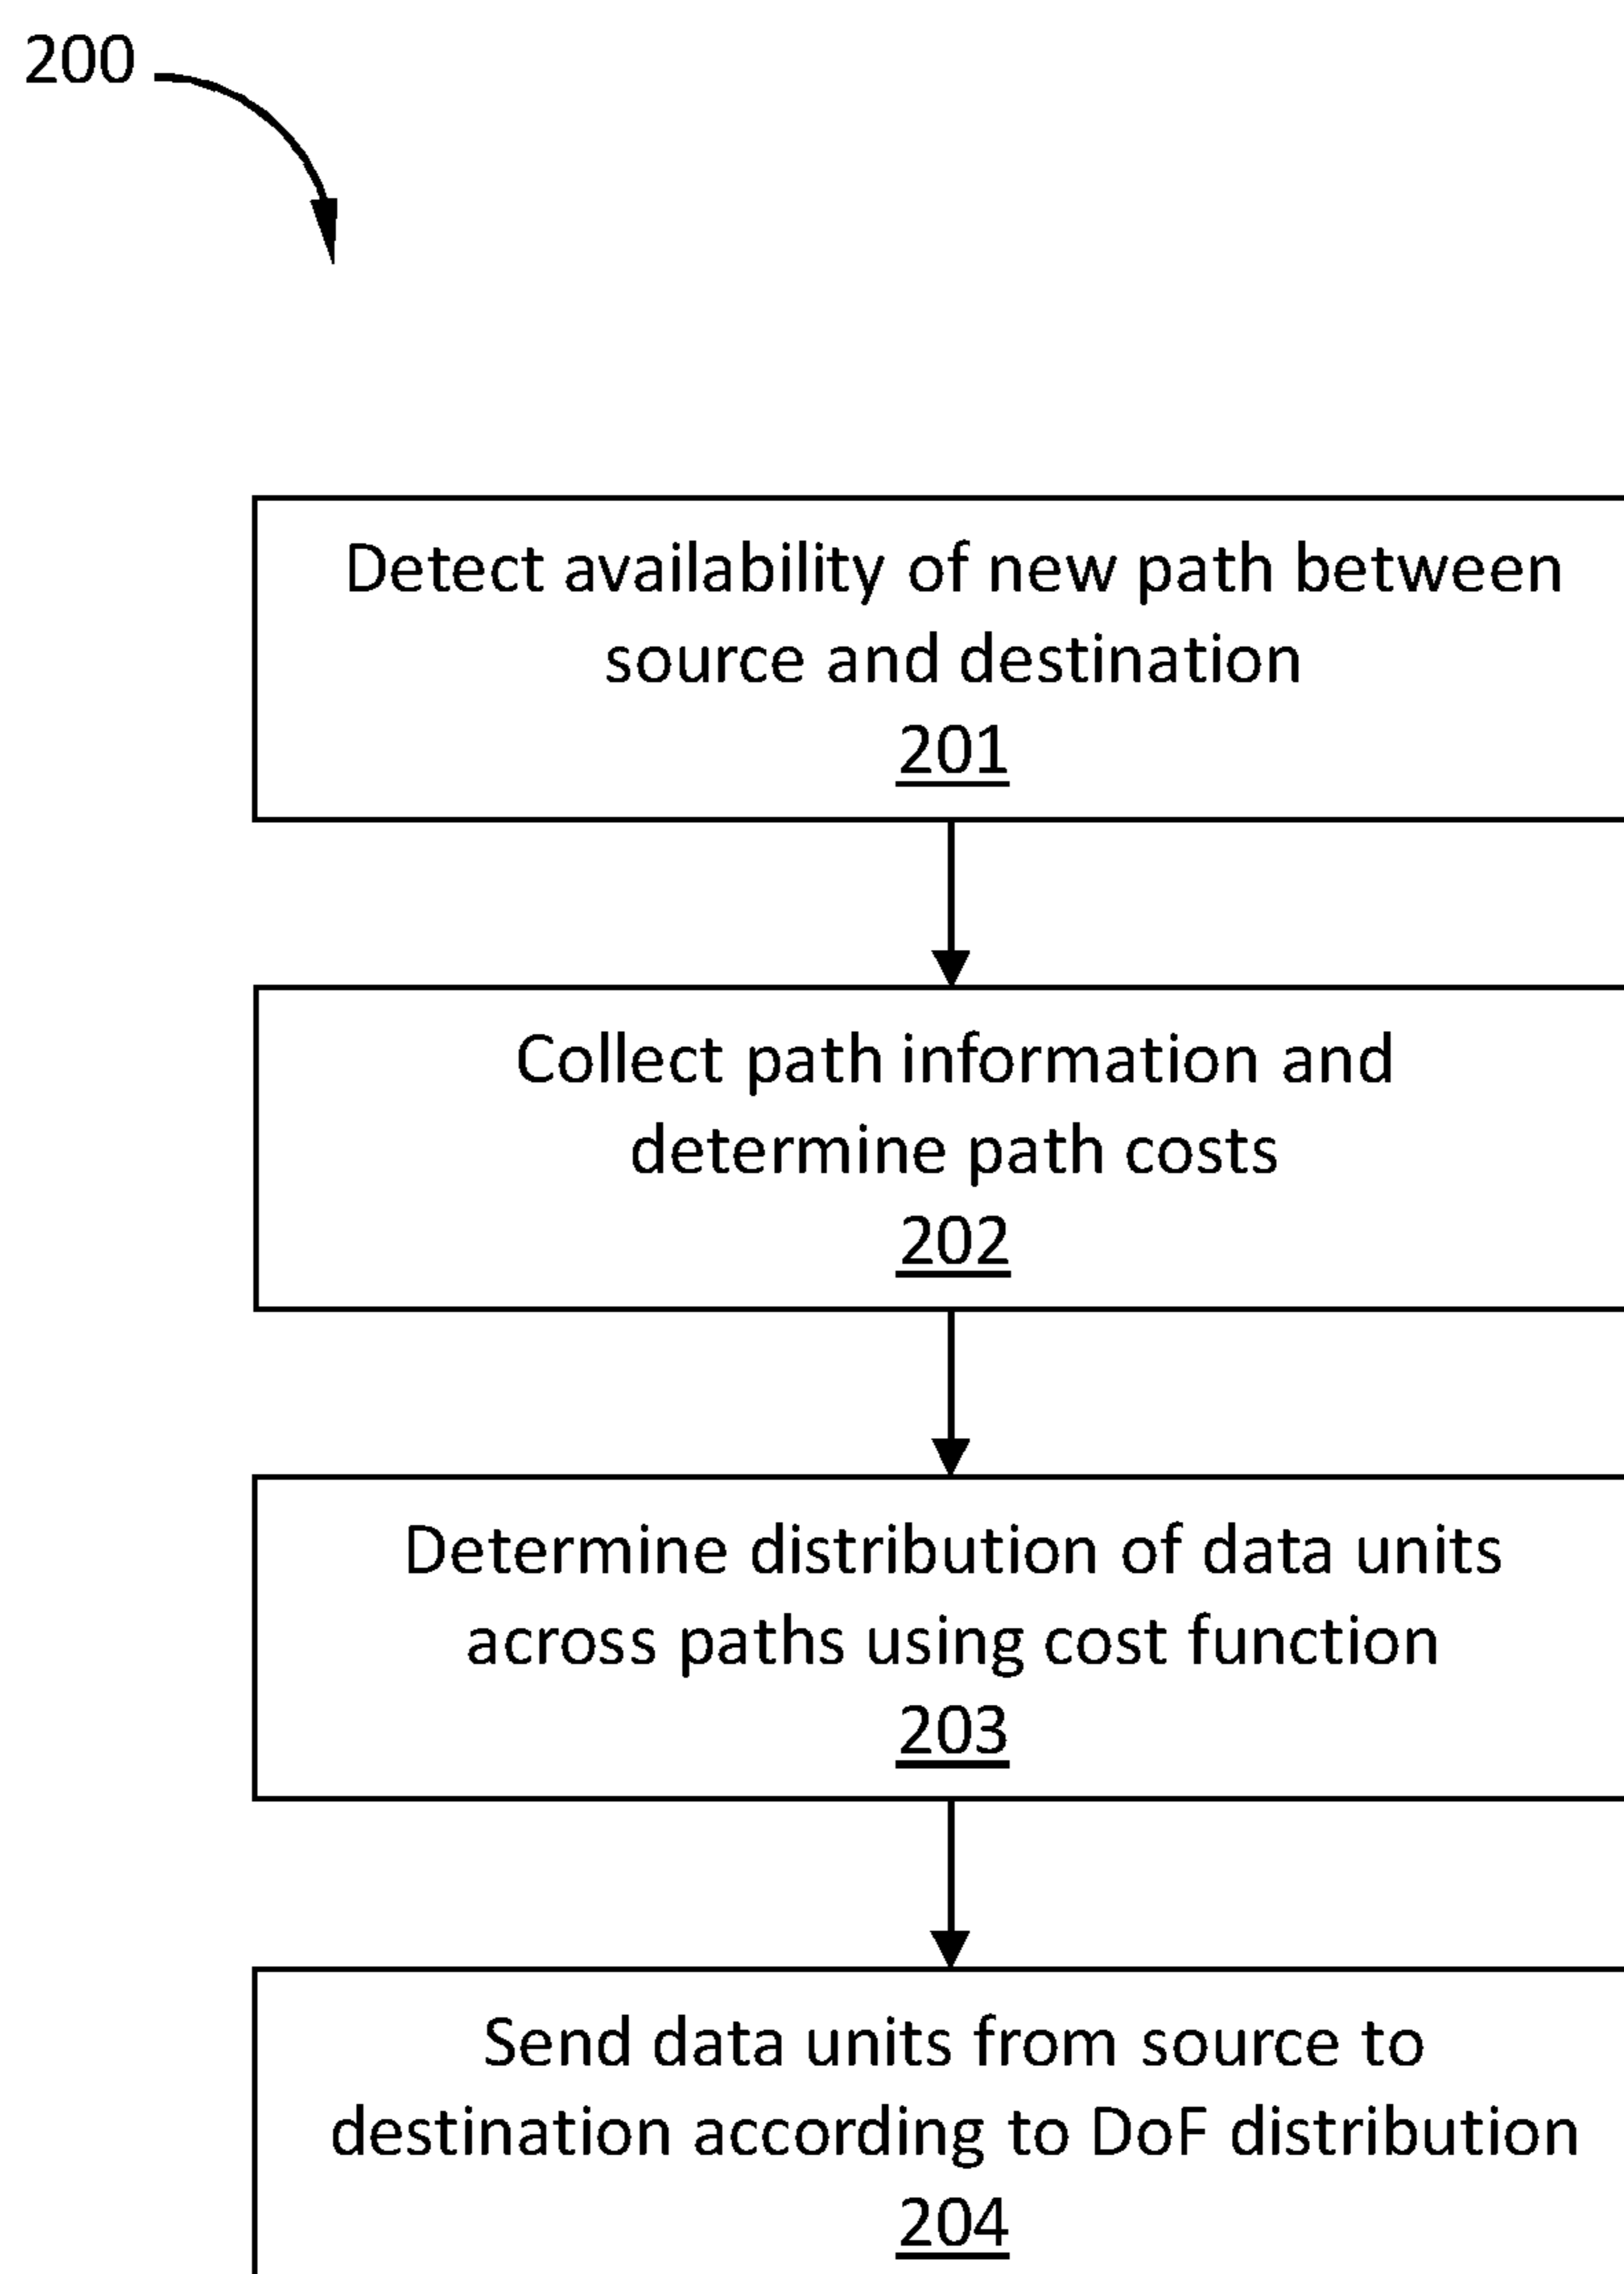 200
Detect availability of new path between
source and destination
201
Collect path information and
determine path costs
202
Determine distribution of data units
across paths using cost function
203
Send data units from source to
destination according to DoF distribution
204